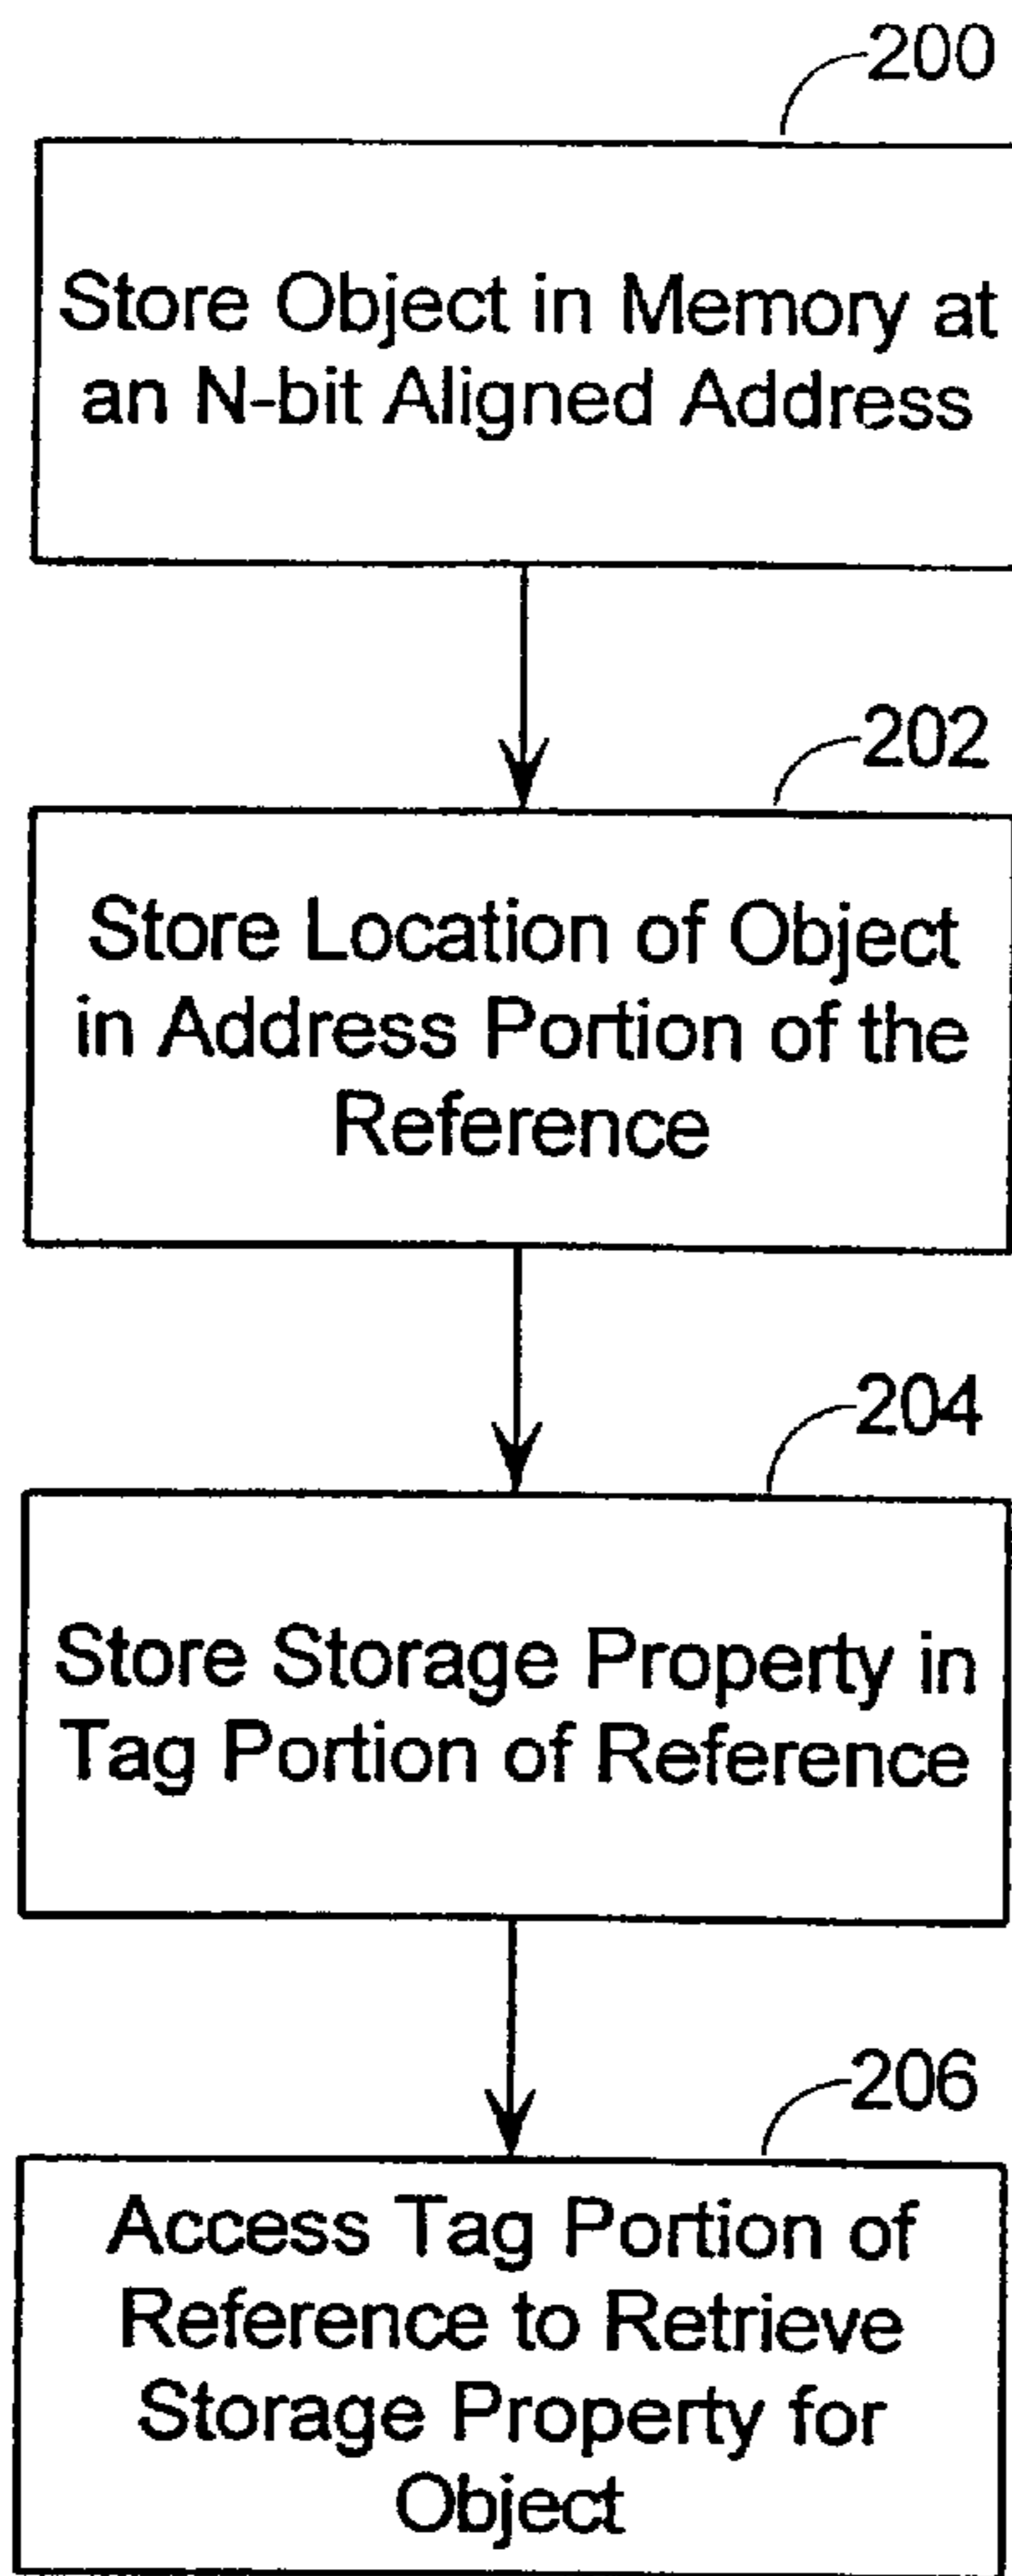 200
Store Object in Memory at
an N-bit Aligned Address
202
Store Location of Object
in Address Portion of the
Reference
204
Store Storage Property in
Tag Portion of Reference
206
Access Tag Portion of
Reference to Retrieve
Storage Property for
Object